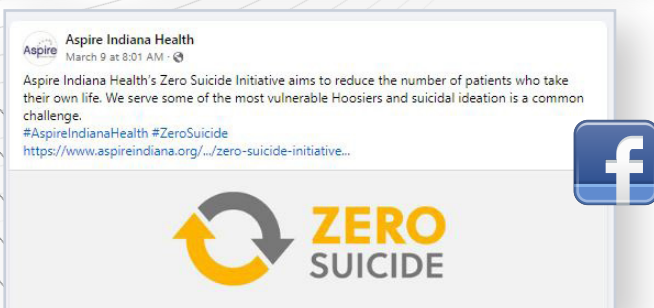 Aspire
Aspire Indiana Health
March 9 at 8:01 AM ·
Aspire Indiana Health's Zero Suicide Initiative aims to reduce the number of patients who take
their own life. We serve some of the most vulnerable Hoosiers and suicidal ideation is a common
challenge.
#AspireIndianaHealth #ZeroSuicide
https://www.aspireindiana.org/.../zero-suicide-initiative...
f
ZERO
SUICIDE